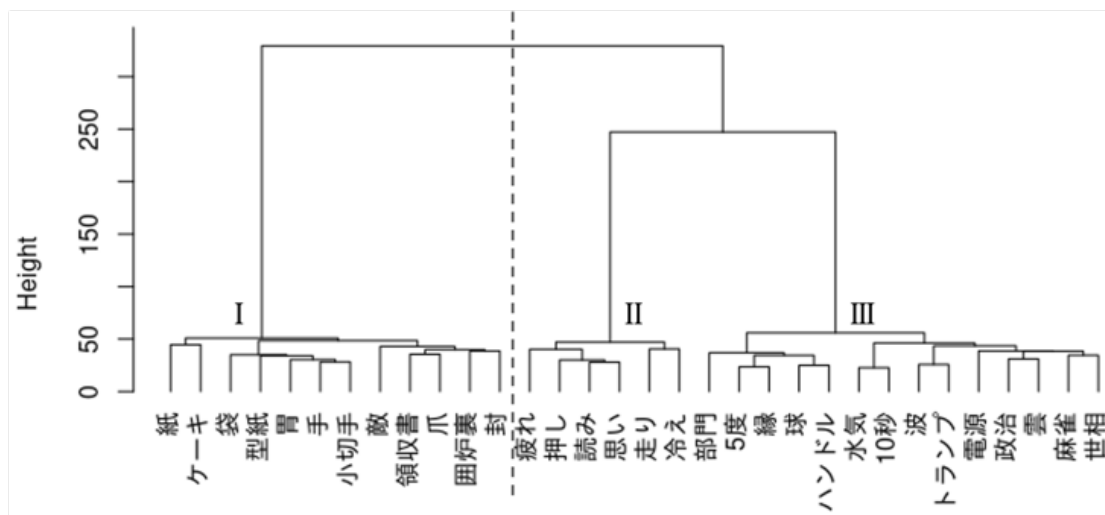 Height
0
50
150
250
I
II
III
紙
ケーキ
袋
型紙
胃
手
小切手
敵
領収書
爪
囲炉裏
封
疲れ
押し
読み
思い
走り
冷え
部門
5度
縁
球
ハンドル
水気
10秒
波
トランプ
電源
政治
雲
麻雀
世相